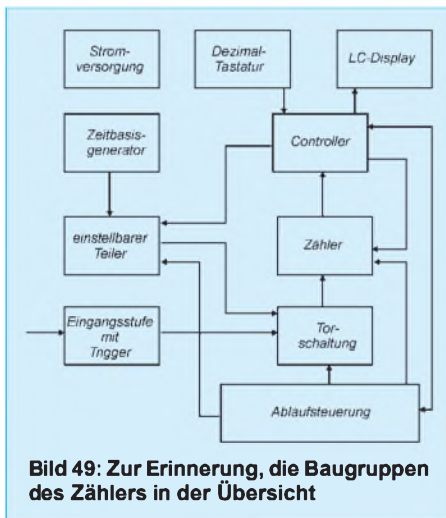 Strom-
versorgung
Dezimal-
Tastatur
LC-Display
Zeitbasis-
generator
Controller
einstellbarer
Teiler
Zähler
Eingangsstufe
mit
Trigger
Tor-
schaltung
Ablaufsteuerung
Bild 49: Zur Erinnerung, die Baugruppen
des Zählers in der Übersicht